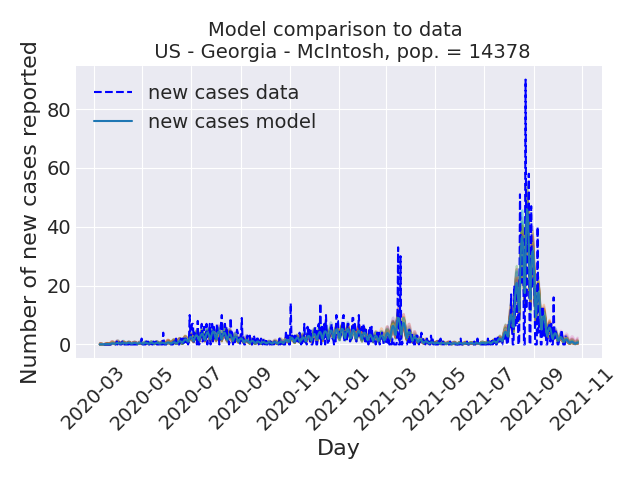 Model comparison to data
US - Georgia - McIntosh, pop. = 14378
Number of new cases reported
new cases data
new cases model
80
60
40
20
0
2020-03
2020-05
2020-07
2020-09
2020-11
2021-01
2021-03
2021-05
2021-07
2021-09
2021-11
Day